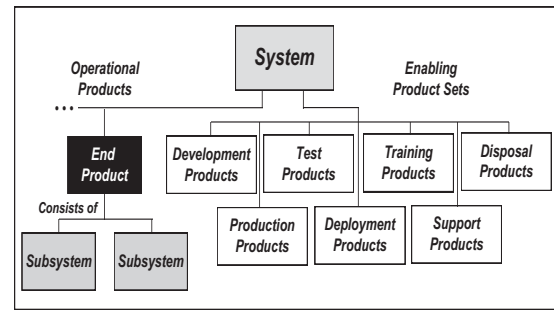 System
Operational
Products
Enabling
Product Sets
• • •
End
Product
Development
Products
Test
Products
Training
Products
Disposal
Products
Consists of
Production
Products
Deployment
Products
Support
Products
Subsystem
Subsystem